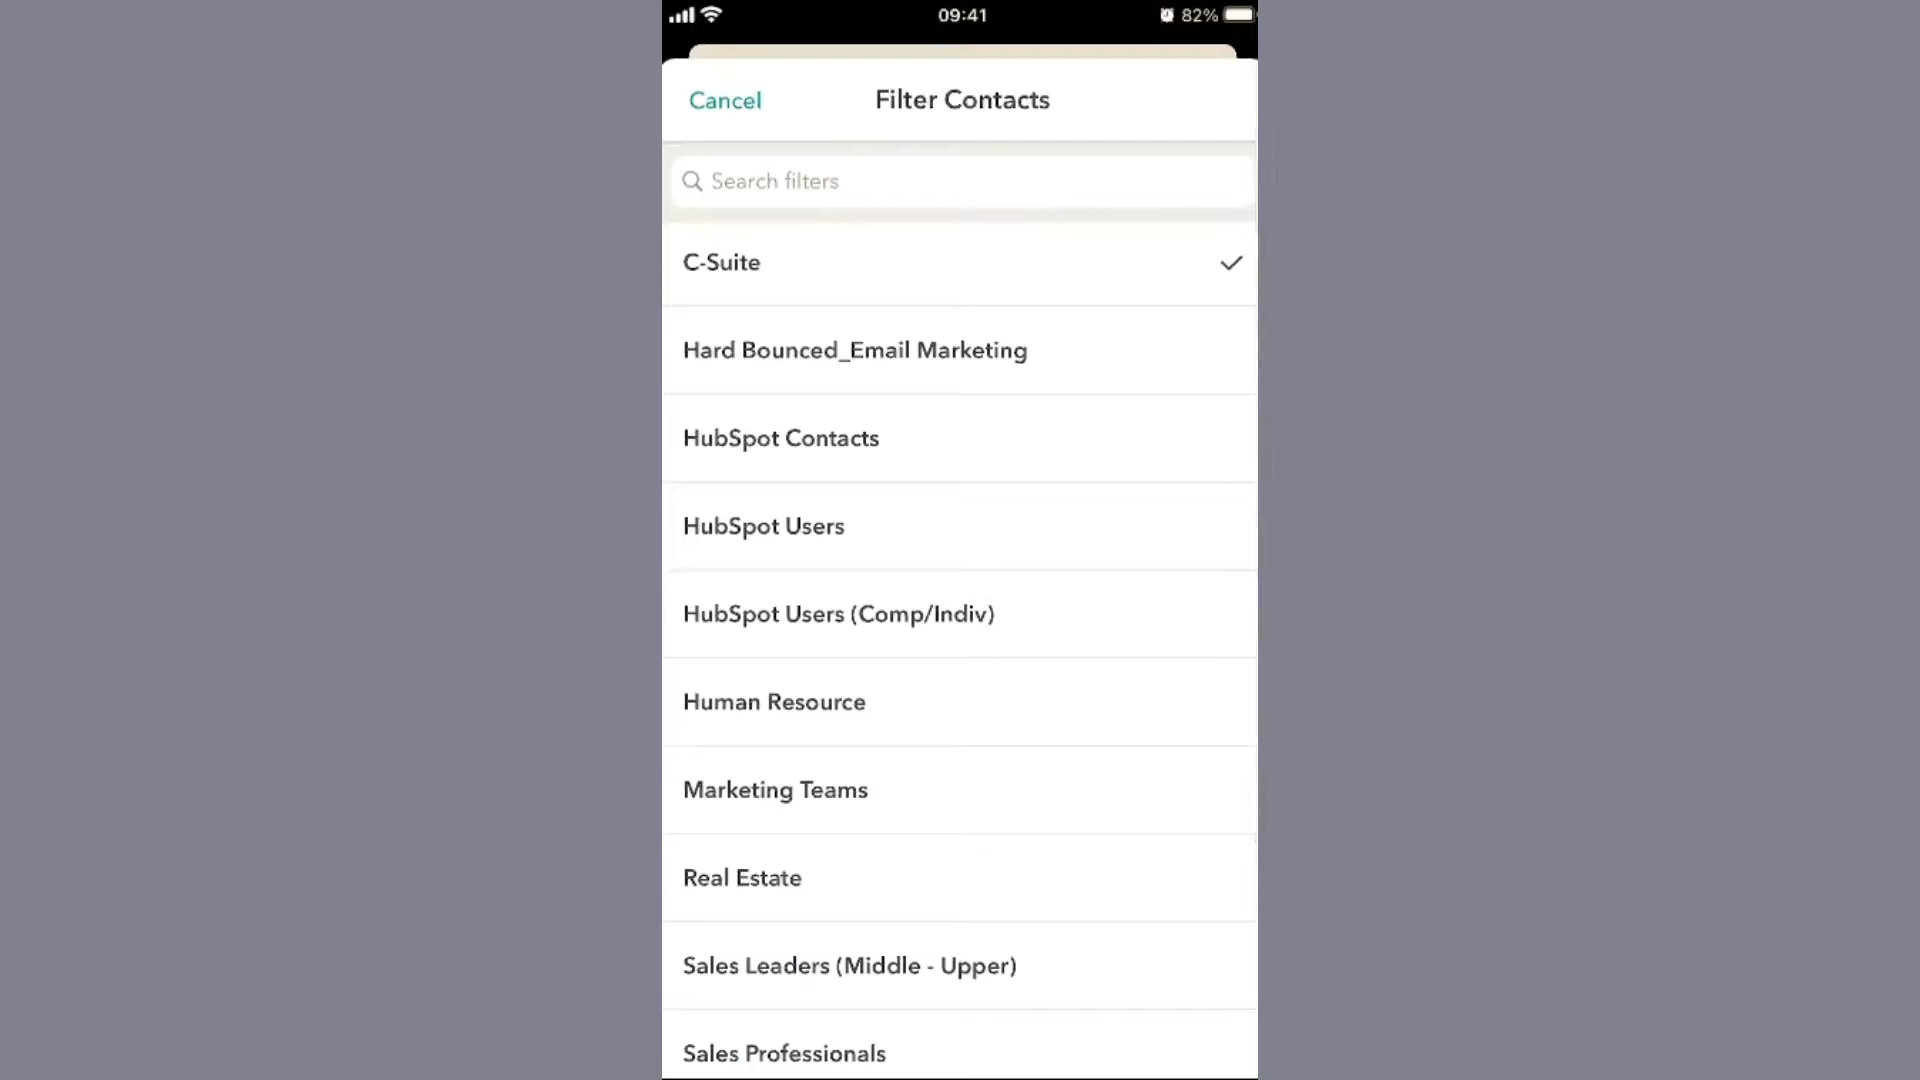 09:41
82%
Cancel
Filter Contacts
Search filters
C-Suite
Hard Bounced_Email Marketing
HubSpot Contacts
HubSpot Users
HubSpot Users (Comp/Indiv)
Human Resource
Marketing Teams
Real Estate
Sales Leaders (Middle - Upper)
Sales Professionals